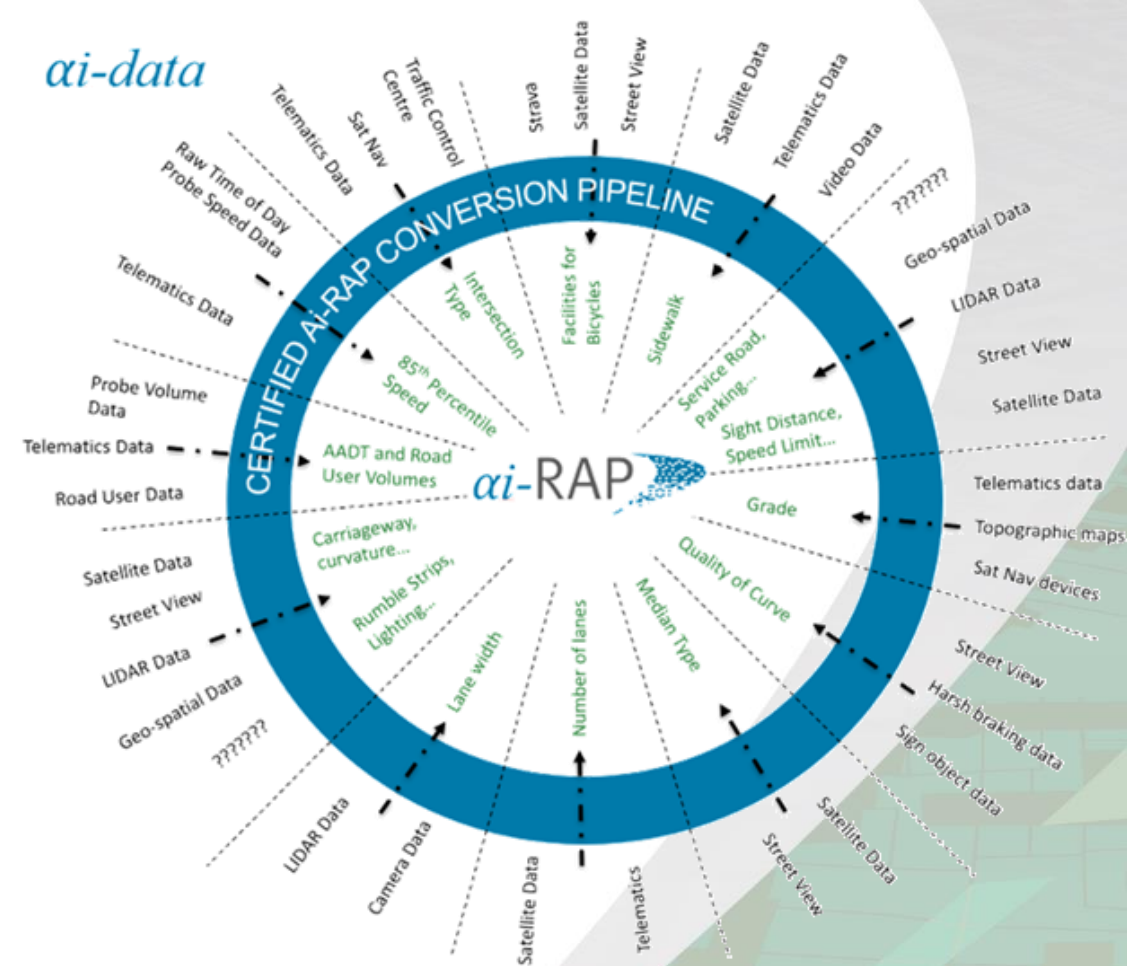 αi-data
Strava
Satellite Data
Street View
Satellite Data
Telematics Data
Video Data
???????
Geo-spatial Data
LIDAR Data
Street View
Satellite Data
Telematics data
Topographic maps
Sat Nav devices
Street View
Harsh braking data
Sign object data
Satellite Data
Street View
Telematics
Satellite Data
Camera Data
LIDAR Data
???????
Geo-spatial Data
LIDAR Data
Street View
Satellite Data
Road User Data
Telematics Data
Probe Volume
Data
Telematics Data
Raw Time of Day
Probe Speed Data
Telematics Data
Sat Nav
Traffic Control
Centre
CERTIFIED Ai-RAP CONVERSION PIPELINE
Facilities for
Bicycles
Sidewalk
Service Road,
Parking...
Sight Distance,
Speed Limit...
Grade
Quality of Curve
Median Type
Number of lanes
Lane width
Rumble Strips,
Lighting...
Carriageway,
curvature...
AADT and Road
User Volumes
85th Percentile
Speed
Intersection
Type
αi-RAP